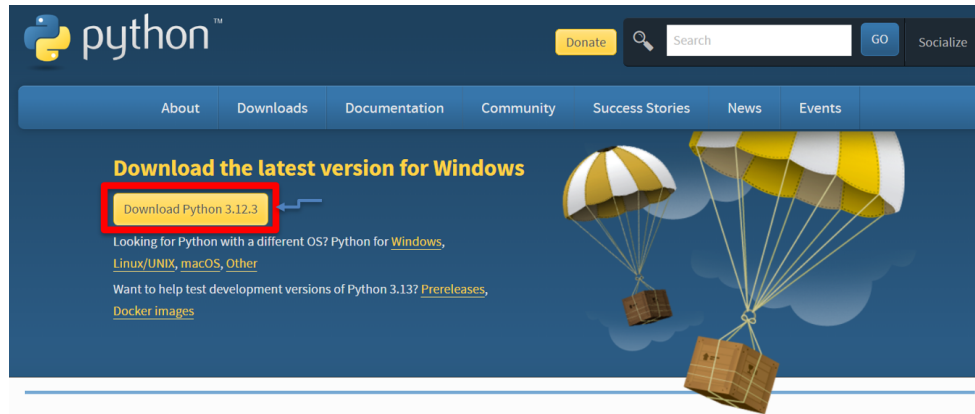 python™
Donate
Search
GO
Socialize
About Downloads Documentation Community Success Stories News Events
Download the latest version for Windows
Download Python 3.12.3
Looking for Python with a different OS? Python for Windows,
Linux/UNIX, macOS, Other
Want to help test development versions of Python 3.13? Prereleases,
Docker images